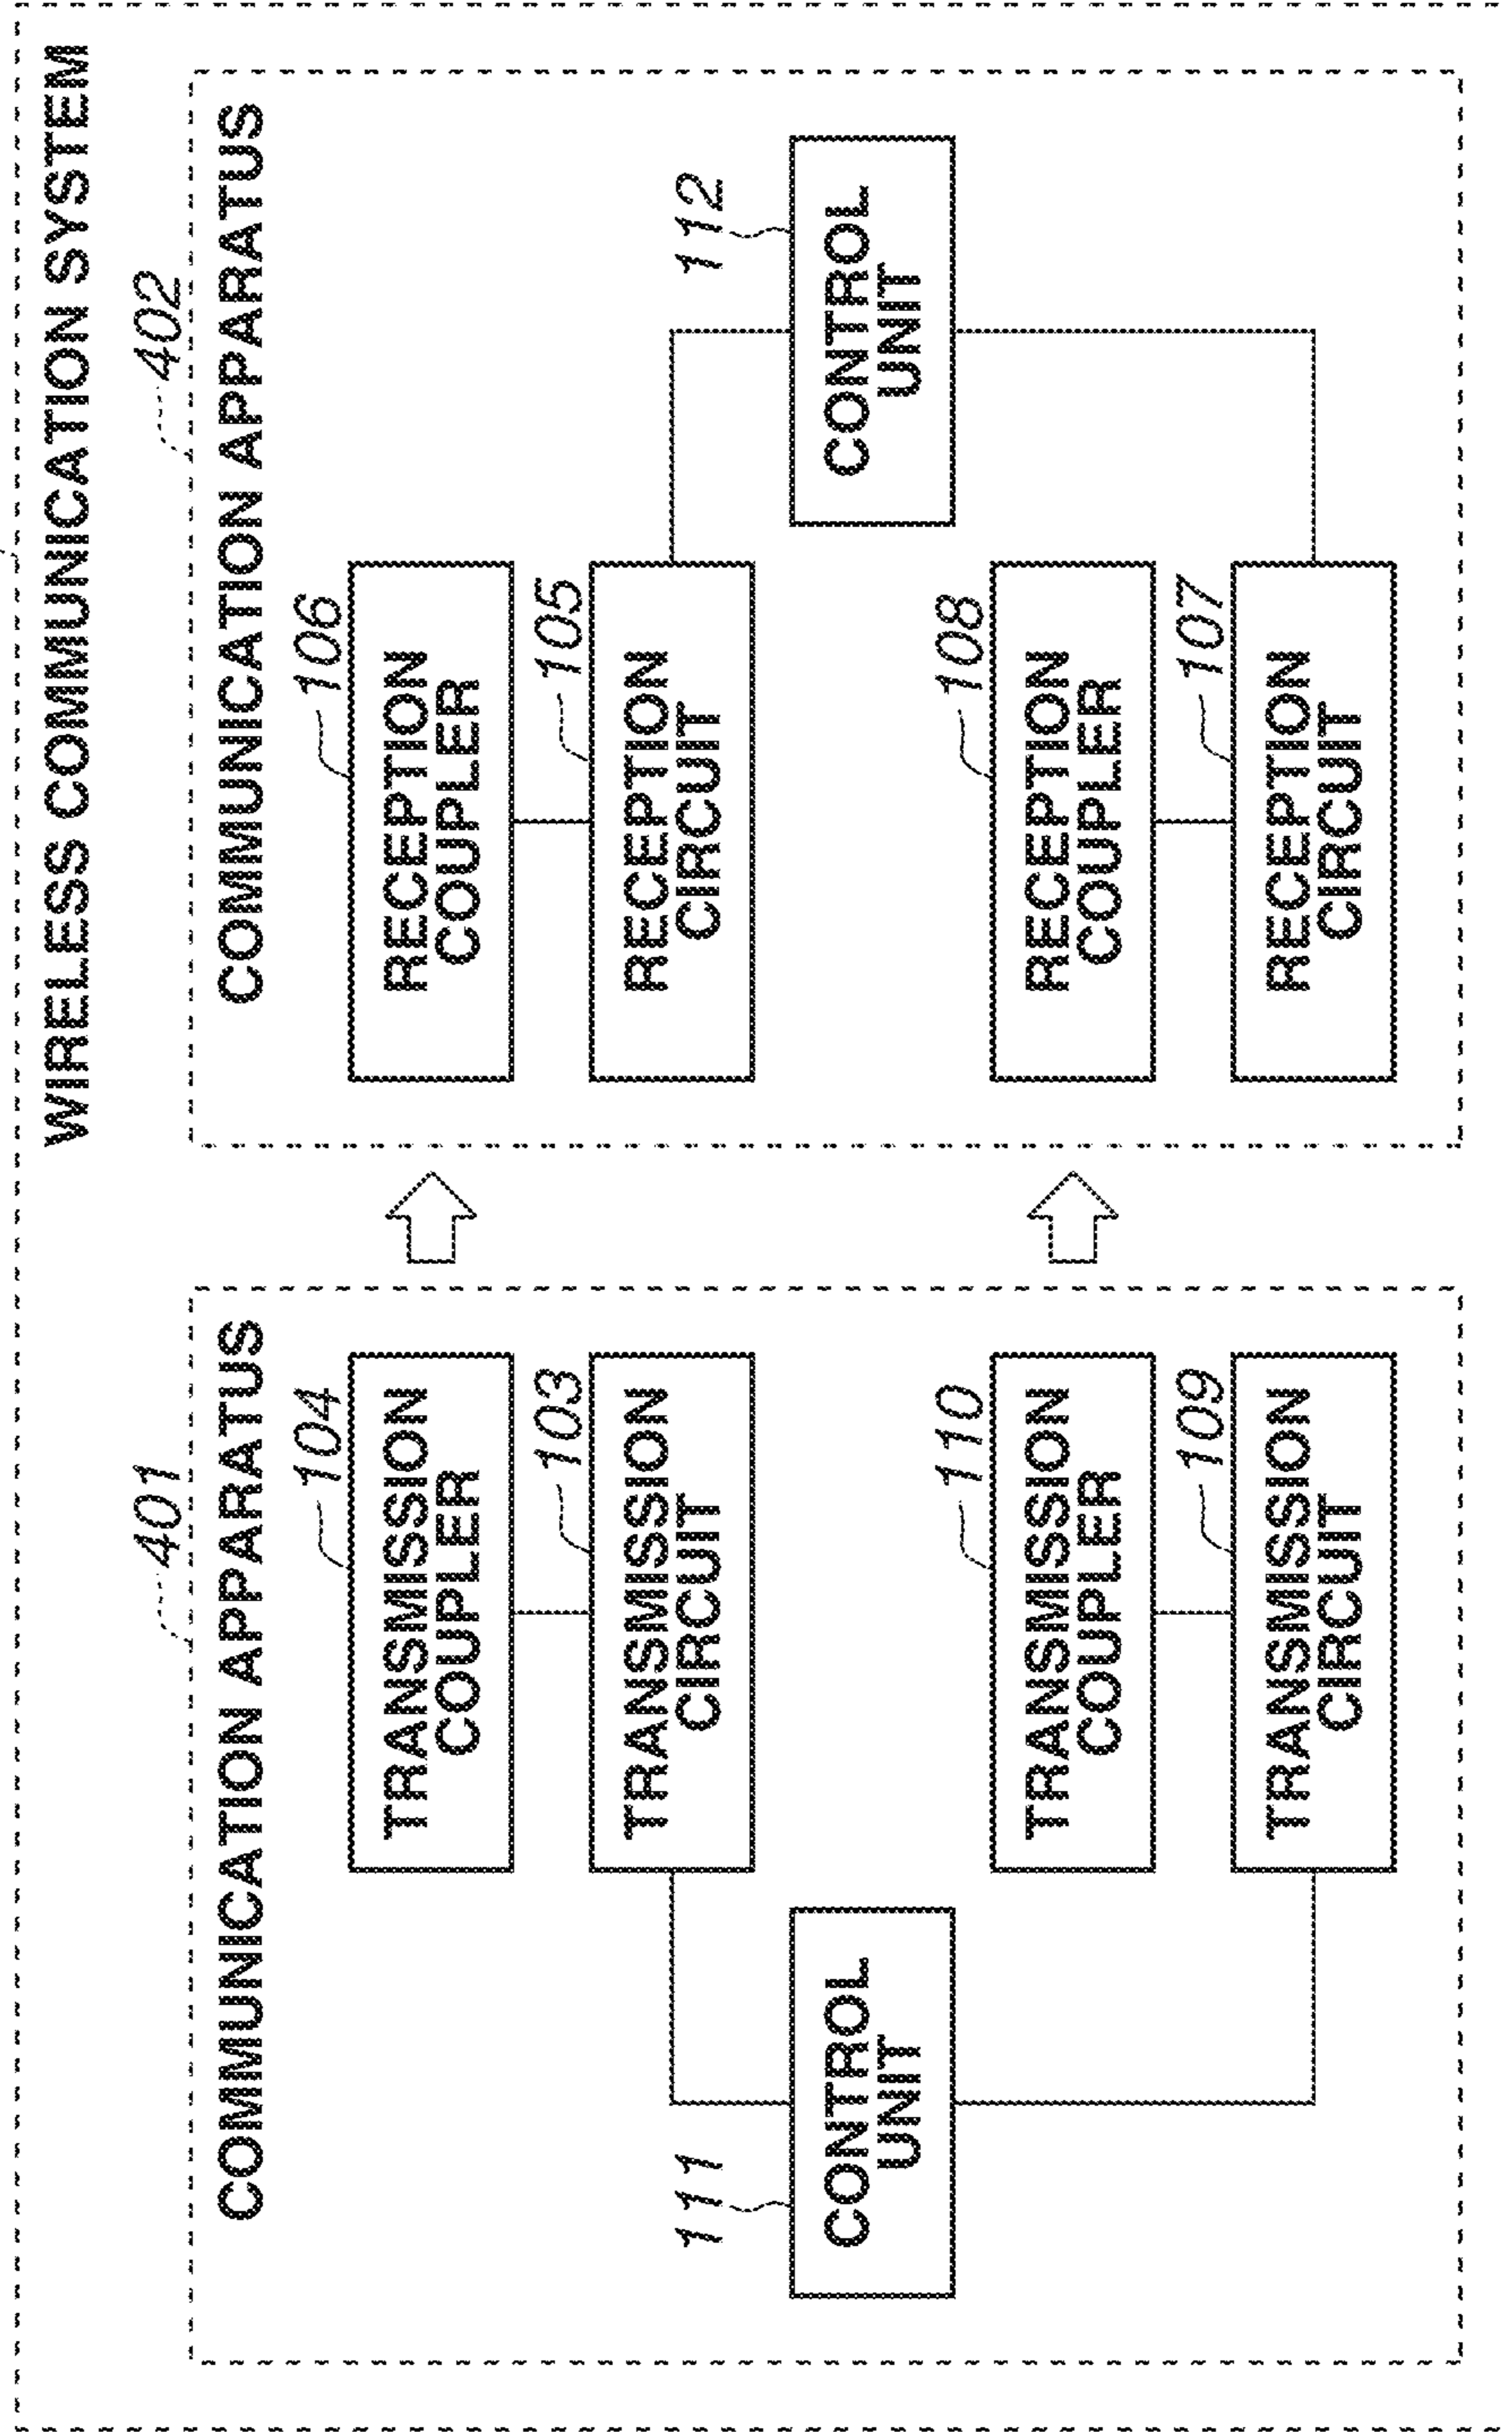 WIRELESS COMMUNICATION SYSTEM
401
COMMUNICATION APPARATUS
104
TRANSMISSION
COUPLER
103
TRANSMISSION
CIRCUIT
111
CONTROL
UNIT
110
TRANSMISSION
COUPLER
109
TRANSMISSION
CIRCUIT
402
COMMUNICATION APPARATUS
106
RECEPTION
COUPLER
105
RECEPTION
CIRCUIT
112
CONTROL
UNIT
108
RECEPTION
COUPLER
107
RECEPTION
CIRCUIT